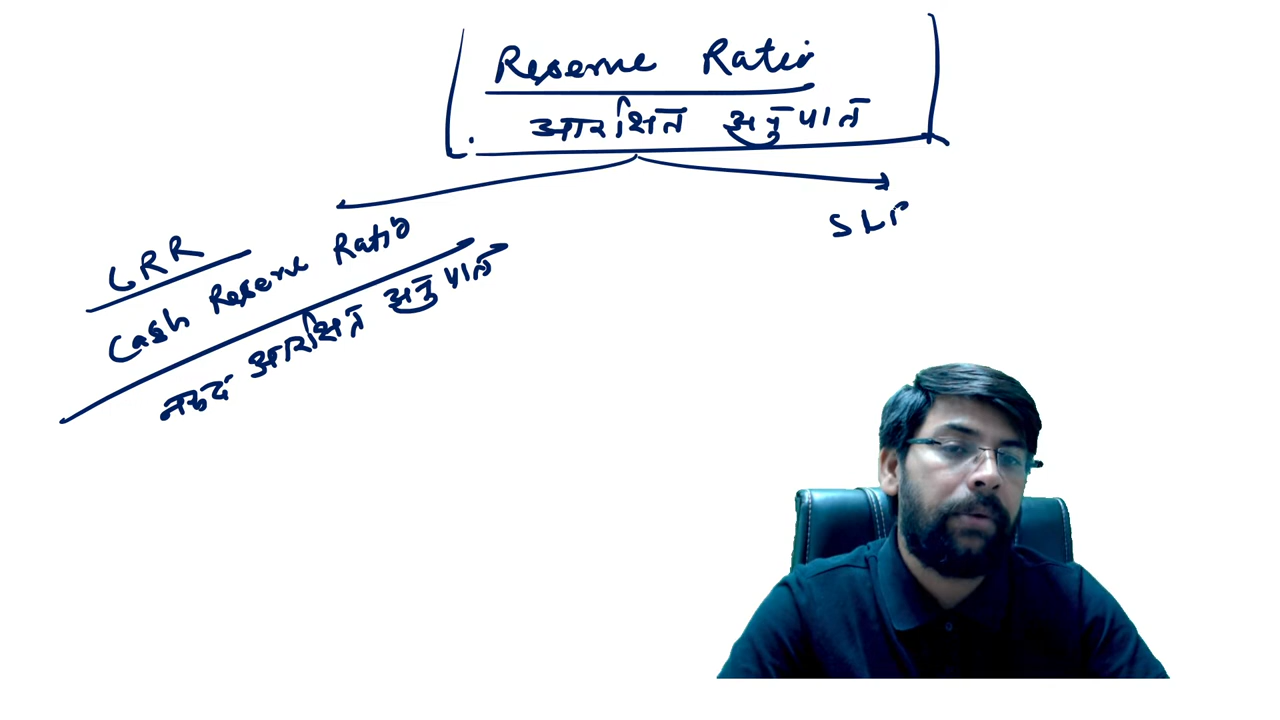 Reserve Ratio
आरक्षित अनुपात
CRR
Cash Reserve Ratio
नकद आरक्षित अनुपात
SLR